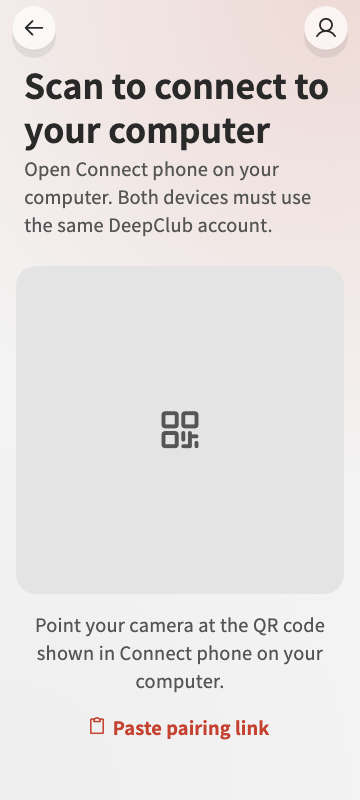 Scan to connect to
your computer
Open Connect phone on your
computer. Both devices must use
the same DeepClub account.
Point your camera at the QR code
shown in Connect phone on your
computer.
Paste pairing link